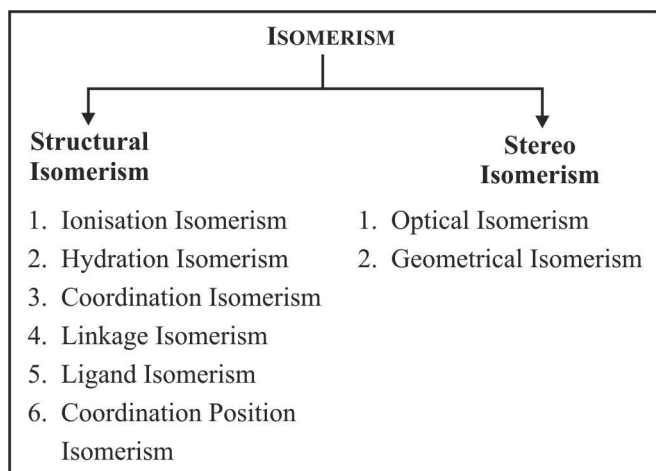 ISOMERISM
Structural
Isomerism
1. Ionisation Isomerism
2. Hydration Isomerism
3. Coordination Isomerism
4. Linkage Isomerism
5. Ligand Isomerism
6. Coordination Position
Isomerism
Stereo
Isomerism
1. Optical Isomerism
2. Geometrical Isomerism